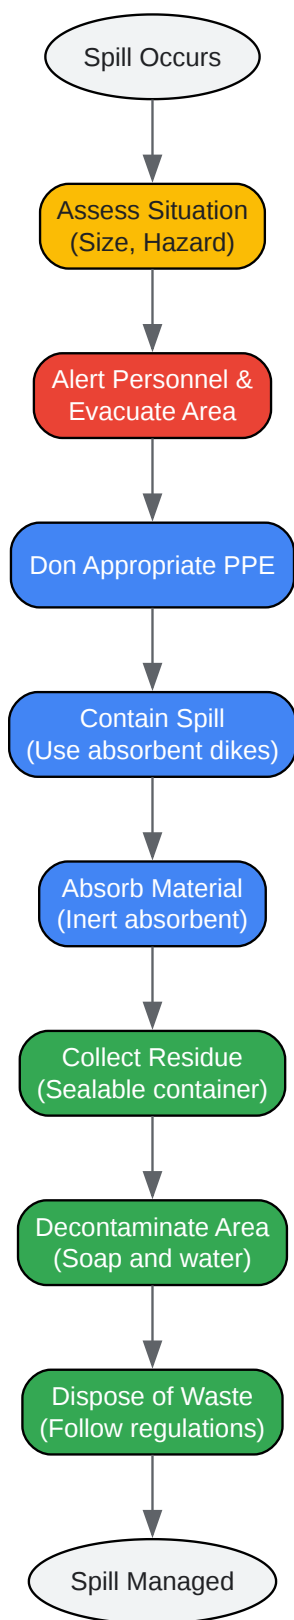 Spill Occurs
Assess Situation
(Size, Hazard)
Alert Personnel &
Evacuate Area
Don Appropriate PPE
Contain Spill
(Use absorbent dikes)
Absorb Material
(Inert absorbent)
Collect Residue
(Sealable container)
Decontaminate Area
(Soap and water)
Dispose of Waste
(Follow regulations)
Spill Managed